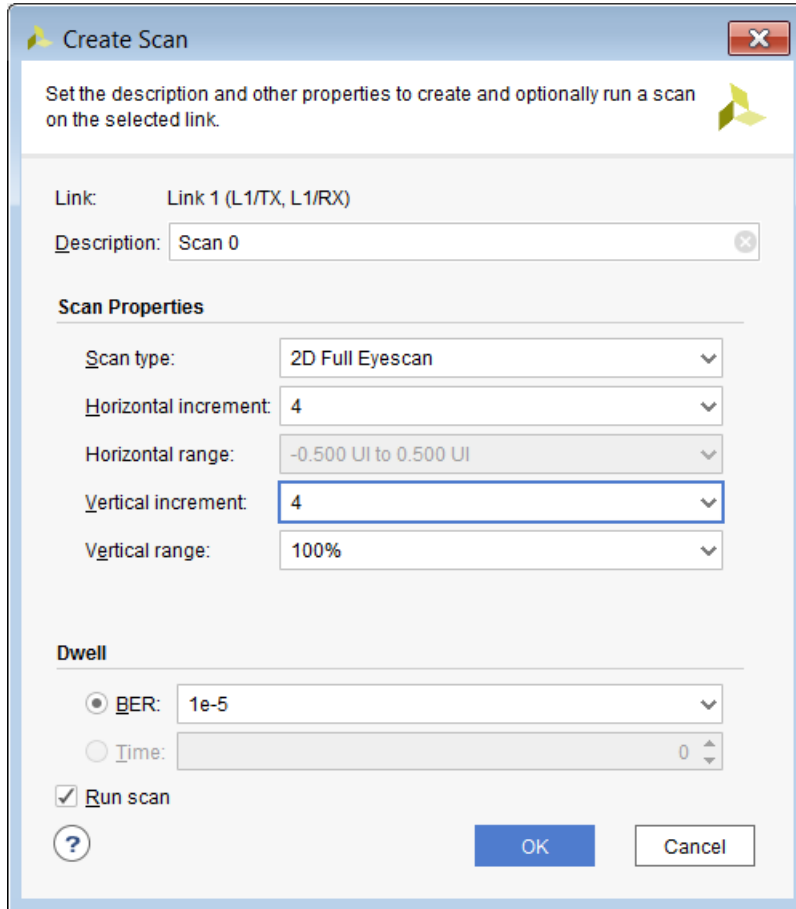 Create Scan
Set the description and other properties to create and optionally run a scan
on the selected link.
Link: Link 1 (L1/TX, L1/RX)
Description: Scan 0
Scan Properties
Scan type: 2D Full Eyescan
Horizontal increment: 4
Horizontal range: -0.500 UI to 0.500 UI
Vertical increment: 4
Vertical range: 100%
Dwell
BER: 1e-5
Time: 0
Run scan
? OK Cancel